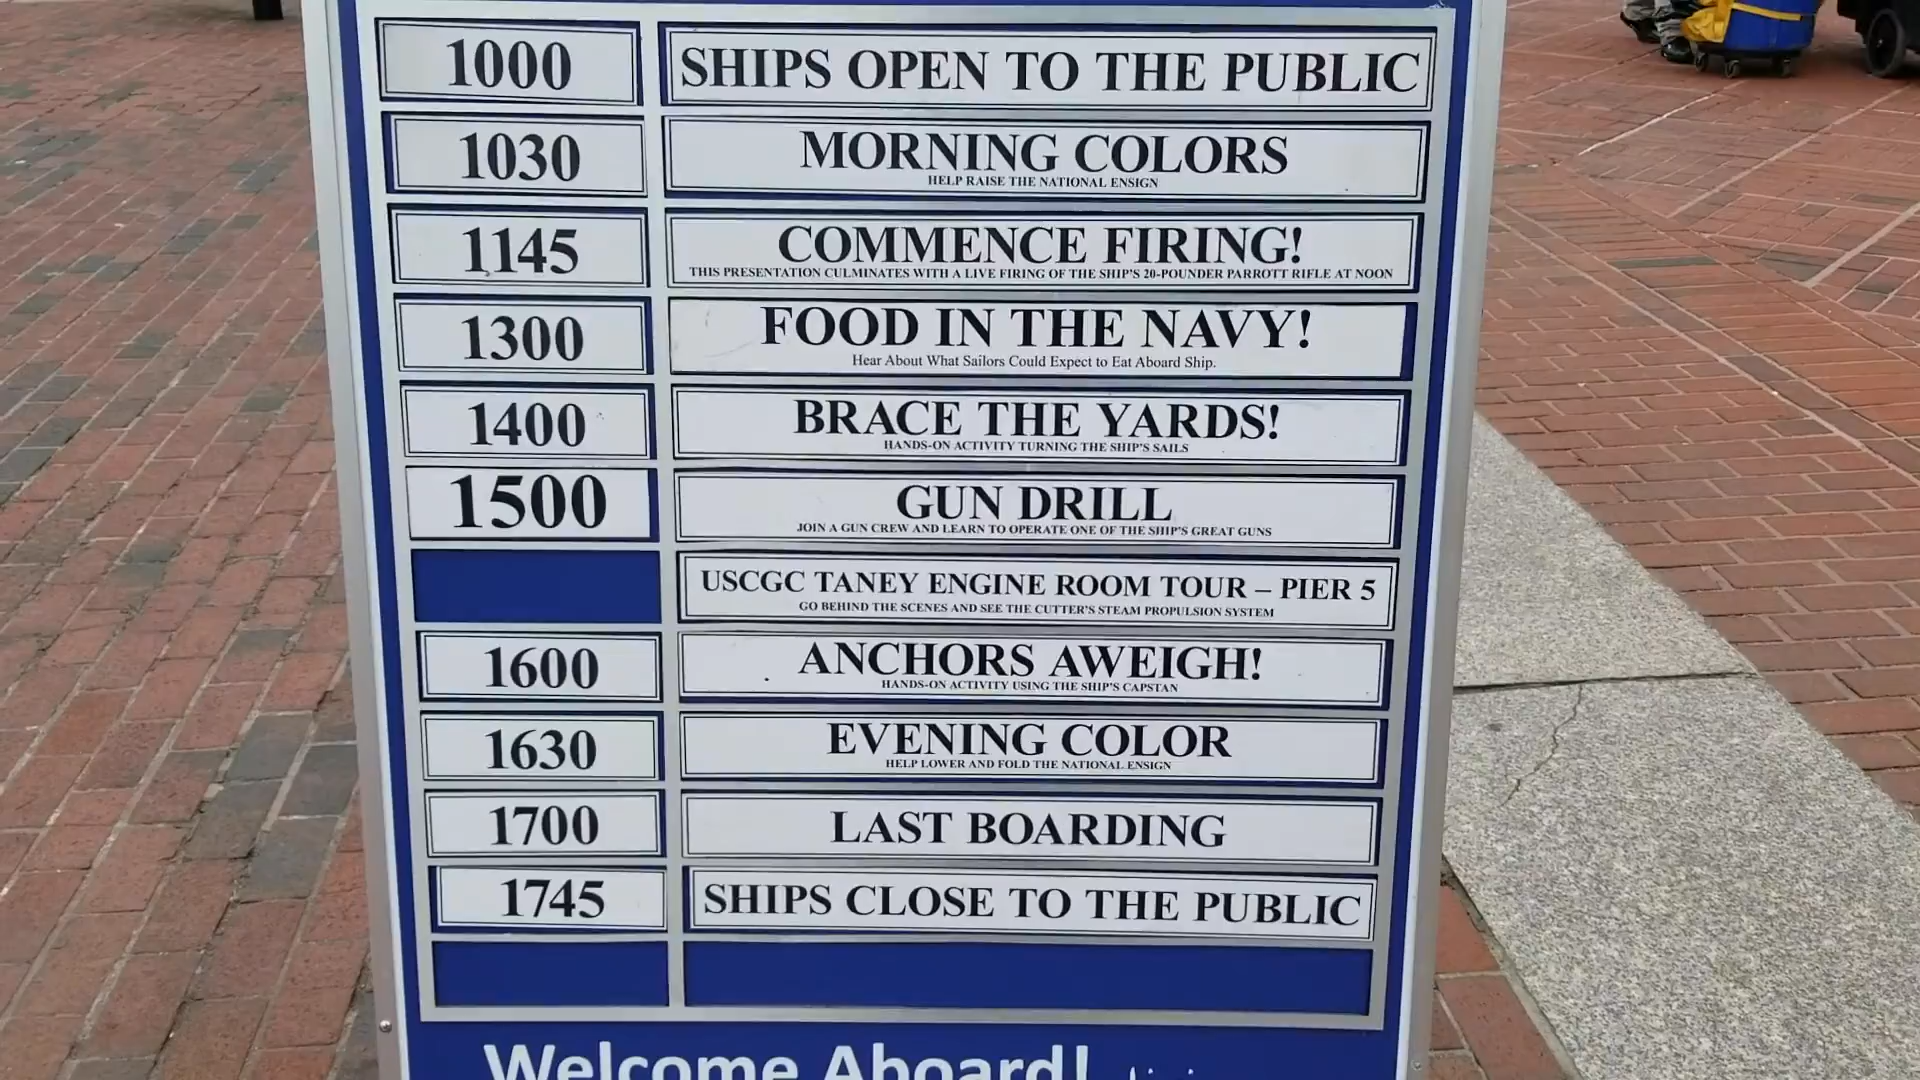 1000 SHIPS OPEN TO THE PUBLIC
1030 MORNING COLORS
HELP RAISE THE NATIONAL ENSIGN
1145 COMMENCE FIRING!
THIS PRESENTATION CULMINATES WITH A LIVE FIRING OF THE SHIP'S 20-POUNDER PARROTT RIFLE AT NOON
1300 FOOD IN THE NAVY!
Hear About What Sailors Could Expect to Eat Aboard Ship.
1400 BRACE THE YARDS!
HANDS-ON ACTIVITY TURNING THE SHIP'S SAILS
1500 GUN DRILL
JOIN A GUN CREW AND LEARN TO OPERATE ONE OF THE SHIP'S GREAT GUNS
USCGC TANEY ENGINE ROOM TOUR – PIER 5
GO BEHIND THE SCENES AND SEE THE CUTTER'S STEAM PROPULSION SYSTEM
1600 ANCHORS AWEIGH!
HANDS-ON ACTIVITY USING THE SHIP'S CAPSTAN
1630 EVENING COLOR
HELP LOWER AND FOLD THE NATIONAL ENSIGN
1700 LAST BOARDING
1745 SHIPS CLOSE TO THE PUBLIC
Welcome Aboard!